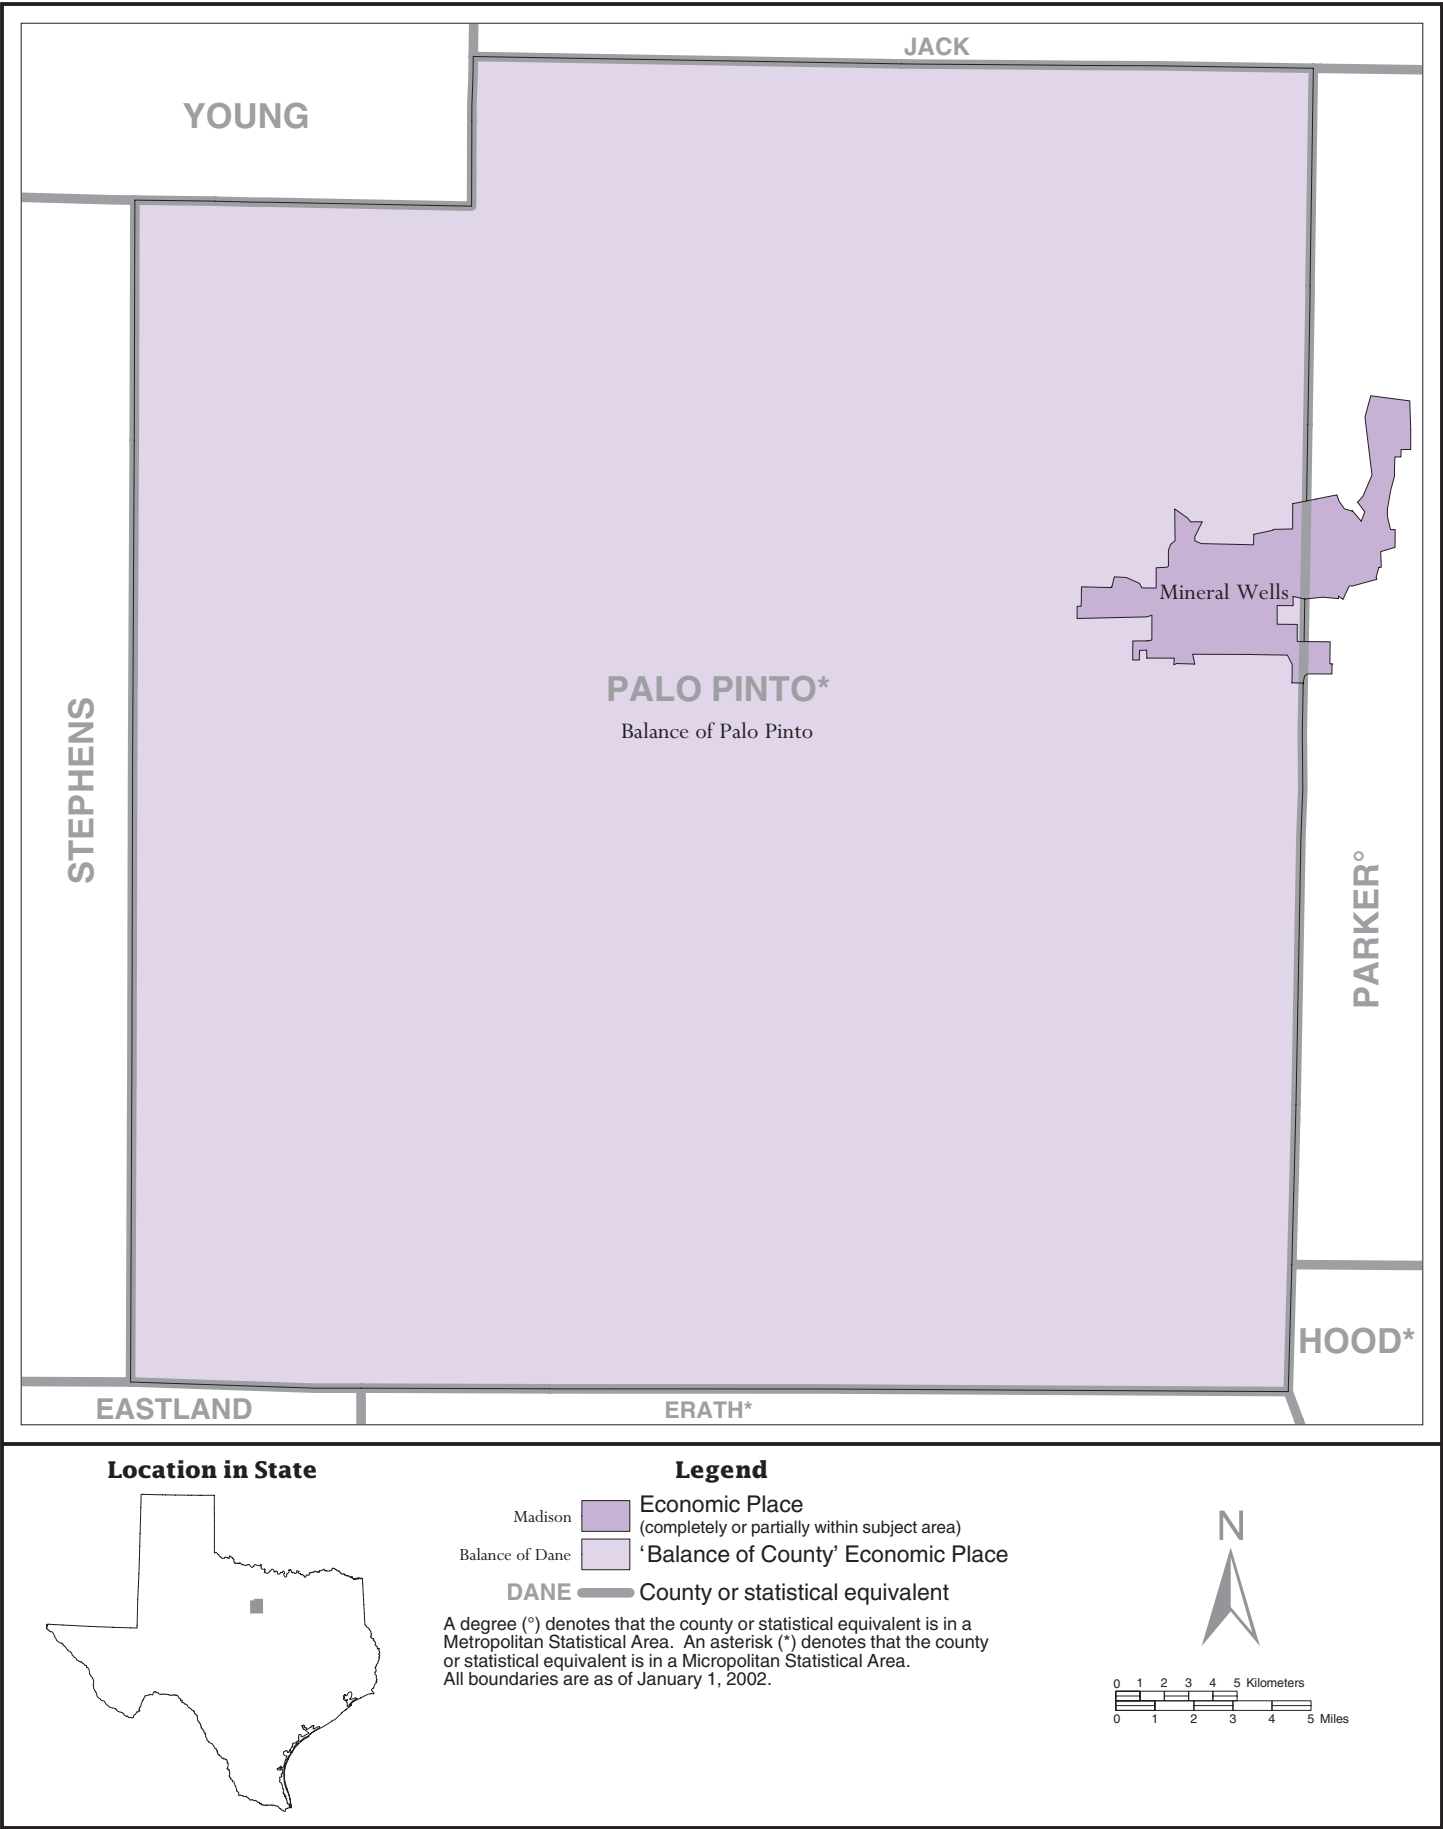 JACK
YOUNG
Mineral Wells
PALO PINTO*
Balance of Palo Pinto
STEPHENS
PARKER°
HOOD*
EASTLAND
ERATH*
Location in State
Legend
Madison
Economic Place
(completely or partially within subject area)
Balance of Dane
‘Balance of County’ Economic Place
DANE
County or statistical equivalent
A degree (°) denotes that the county or statistical equivalent is in a
Metropolitan Statistical Area. An asterisk (*) denotes that the county
or statistical equivalent is in a Micropolitan Statistical Area.
All boundaries are as of January 1, 2002.
N
0 1 2 3 4 5 Kilometers
0 1 2 3 4 5 Miles